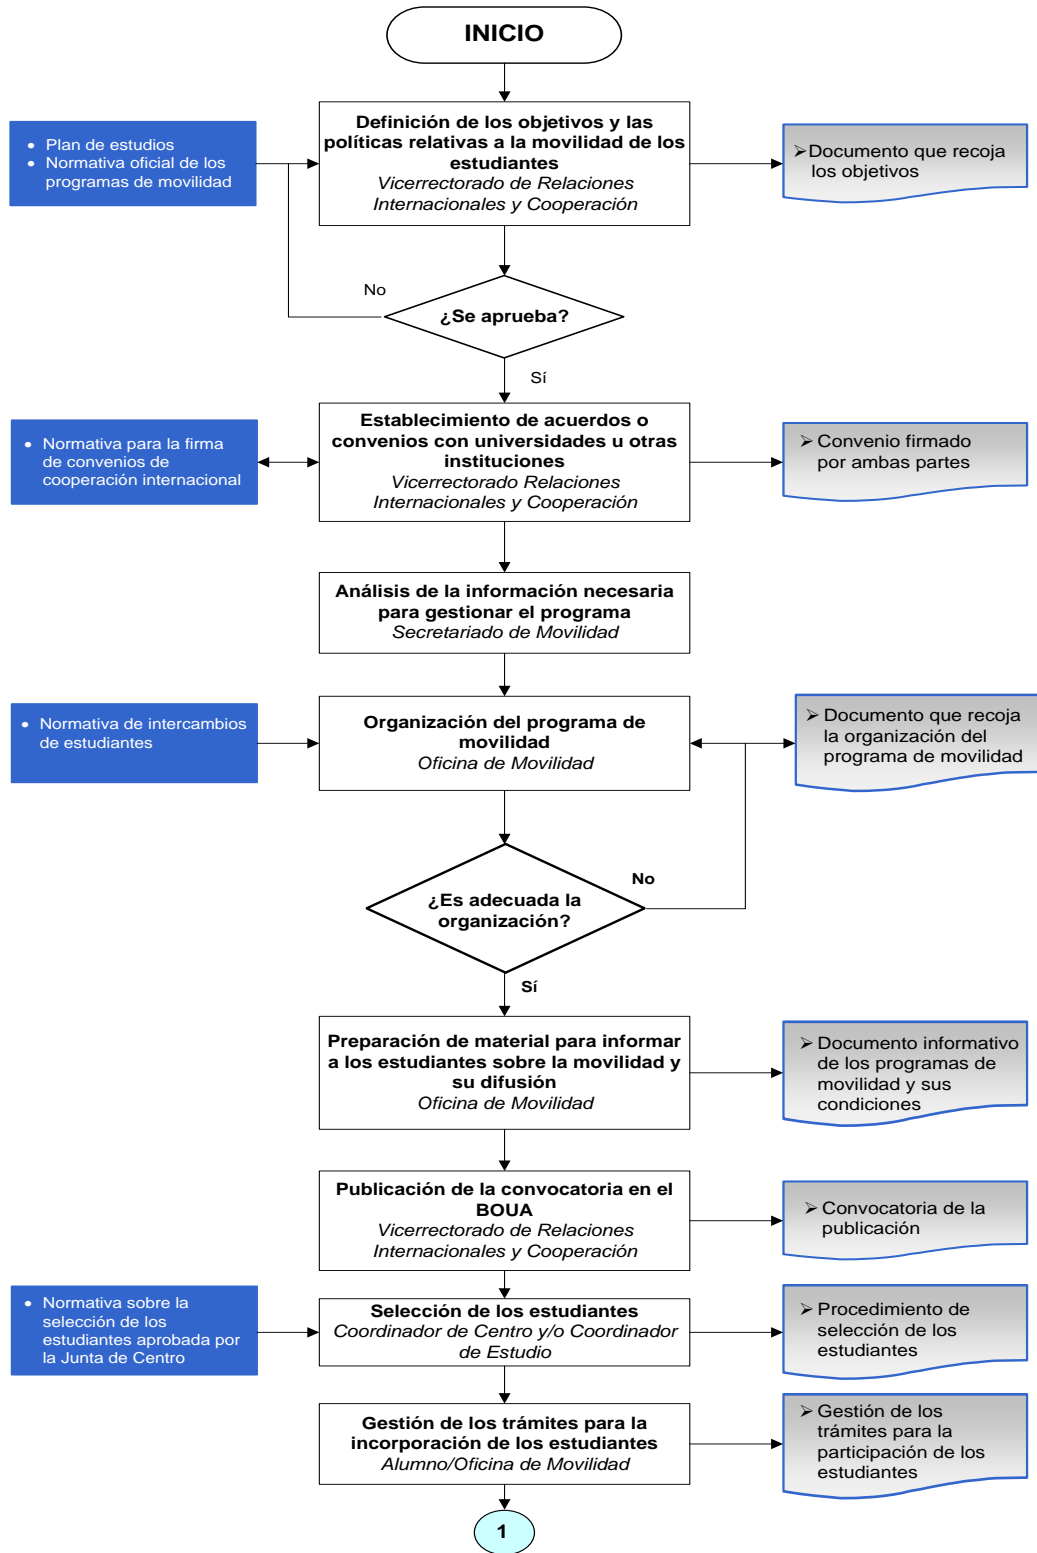 INICIO
• Plan de estudios
• Normativa oficial de los
programas de movilidad
Definición de los objetivos y las
políticas relativas a la movilidad de los
estudiantes
Vicerrectorado de Relaciones
Internacionales y Cooperación
➢Documento que recoja
los objetivos
No
¿Se aprueba?
Sí
• Normativa para la firma
de convenios de
cooperación internacional
Establecimiento de acuerdos o
convenios con universidades u otras
instituciones
Vicerrectorado Relaciones
Internacionales y Cooperación
➢ Convenio firmado
por ambas partes
Análisis de la información necesaria
para gestionar el programa
Secretariado de Movilidad
• Normativa de intercambios
de estudiantes
Organización del programa de
movilidad
Oficina de Movilidad
➢ Documento que recoja
la organización del
programa de movilidad
No
¿Es adecuada la
organización?
Sí
Preparación de material para informar
a los estudiantes sobre la movilidad y
su difusión
Oficina de Movilidad
➢ Documento informativo
de los programas de
movilidad y sus
condiciones
Publicación de la convocatoria en el
BOUA
Vicerrectorado de Relaciones
Internacionales y Cooperación
➢ Convocatoria de la
publicación
• Normativa sobre la
selección de los
estudiantes aprobada por
la Junta de Centro
Selección de los estudiantes
Coordinador de Centro y/o Coordinador
de Estudio
➢ Procedimiento de
selección de los
estudiantes
Gestión de los trámites para la
incorporación de los estudiantes
Alumno/Oficina de Movilidad
➢ Gestión de los
trámites para la
participación de los
estudiantes
1